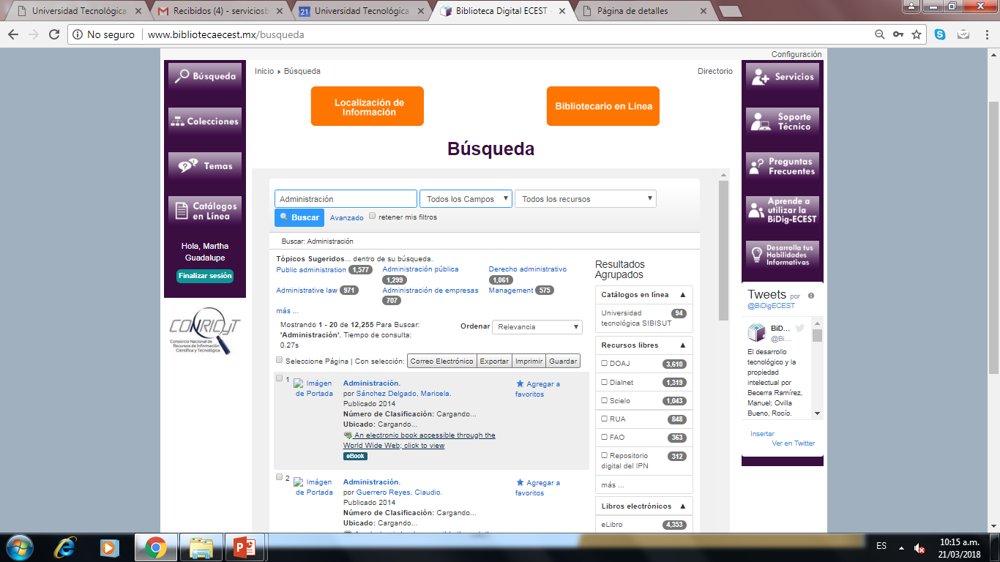 Universidad Tecnológica
Recibidos (4) - serviciosb
21 Universidad Tecnológica
Biblioteca Digital ECEST -
Página de detalles
No seguro www.bibliotecaecest.mx/busqueda
Configuración
Búsqueda
Colecciones
Temas
Catálogos
en Línea
Hola, Martha
Guadalupe
Finalizar sesión
CONRICYT
Consorcio Nacional de
Recursos de Información
Científica y Tecnológica
Inicio Búsqueda
Directorio
Localización de
Información
Bibliotecario en Línea
Búsqueda
Administración Todos los Campos Todos los recursos
Buscar Avanzado retener mis filtros
Buscar: Administración
Tópicos Sugeridos... dentro de su búsqueda.
Public administration 1,577
Administración pública
1,299
Derecho administrativo
1,061
Administrative law 971
Administración de empresas
707
Management 575
más ...
Mostrando 1 - 20 de 12,255 Para Buscar:
'Administración', Tiempo de consulta:
0.27s
Ordenar Relevancia
Seleccione Página | Con selección: Correo Electrónico Exportar Imprimir Guardar
1
Imágen
de Portada
Administración.
por Sánchez Delgado, Maricela.
Publicado 2014
Número de Clasificación: Cargando...
Ubicado: Cargando...
An electronic book accessible through the
World Wide Web; click to view
eBook
Agregar a
favoritos
2
Imágen
de Portada
Administración.
por Guerrero Reyes, Claudio.
Publicado 2014
Número de Clasificación: Cargando...
Ubicado: Cargando...
Agregar a
favoritos
Resultados
Agrupados
Catálogos en línea
Universidad
tecnológica SIBISUT 94
Recursos libres
DOAJ 3,610
Dialnet 1,319
Scielo 1,043
RUA 848
FAO 363
Repositorio
digital del IPN 312
más ...
Libros electrónicos
eLibro 4,353
Servicios
Soporte
Técnico
Preguntas
Frecuentes
Aprende a
utilizar la
BiDig-ECEST
Desarrolla tus
Habilidades
Informativas
Tweets por
@BiDigECEST
BiD...
@Bi...
El desarrollo
tecnológico y la
propiedad
intelectual por
Becerra Ramírez,
Manuel; Ovilla
Bueno, Rocío.
Insertar
Ver en Twitter
ES
10:15 a.m.
21/03/2018